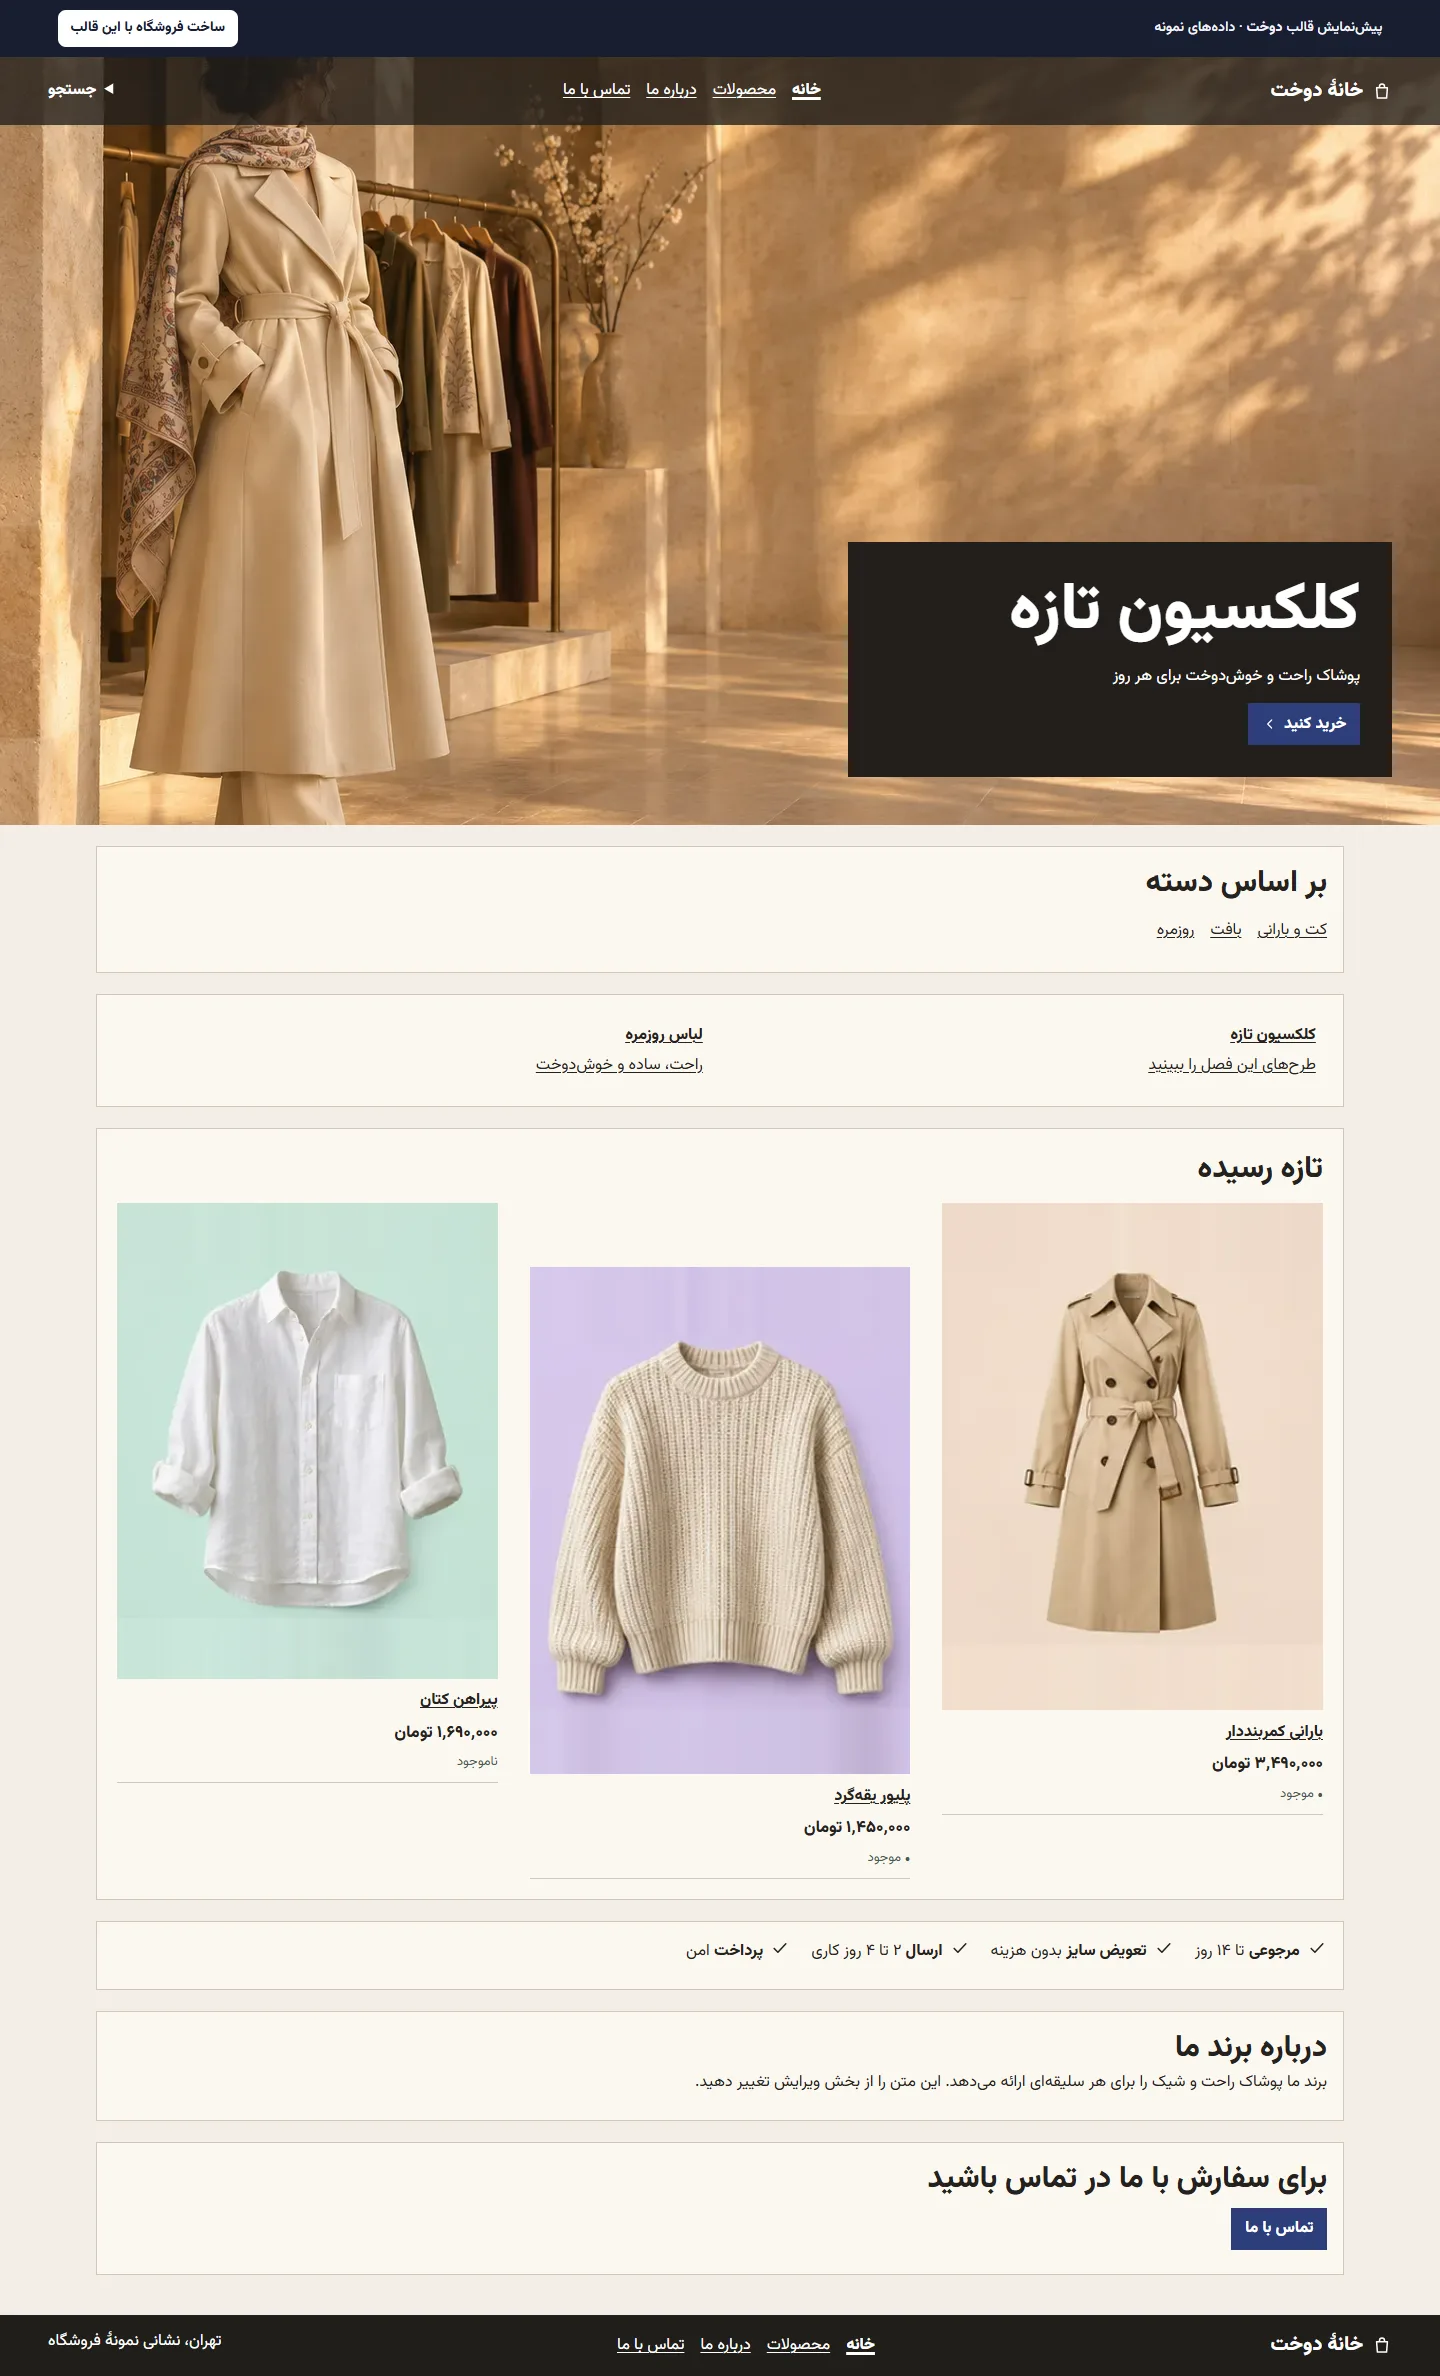 پیش‌نمایش قالب دوخت · داده‌های نمونه
ساخت فروشگاه با این قالب
خانهٔ دوخت
خانه محصولات درباره ما تماس با ما
جستجو
کلکسیون تازه
پوشاک راحت و خوش‌دوخت برای هر روز
خرید کنید
بر اساس دسته
کت و بارانی بافت روزمره
کلکسیون تازه
طرح‌های این فصل را ببینید
لباس روزمره
راحت، ساده و خوش‌دوخت
تازه رسیده
بارانی کمربنددار
۳,۴۹۰,۰۰۰ تومان
• موجود
پلیور یقه‌گرد
۱,۴۵۰,۰۰۰ تومان
• موجود
پیراهن کتان
۱,۶۹۰,۰۰۰ تومان
ناموجود
مرجوعی تا ۱۴ روز تعویض سایز بدون هزینه ارسال ۲ تا ۴ روز کاری پرداخت امن
درباره برند ما
برند ما پوشاک راحت و شیک را برای هر سلیقه‌ای ارائه می‌دهد. این متن را از بخش ویرایش تغییر دهید.
برای سفارش با ما در تماس باشید
تماس با ما
خانهٔ دوخت
خانه محصولات درباره ما تماس با ما
تهران، نشانی نمونهٔ فروشگاه